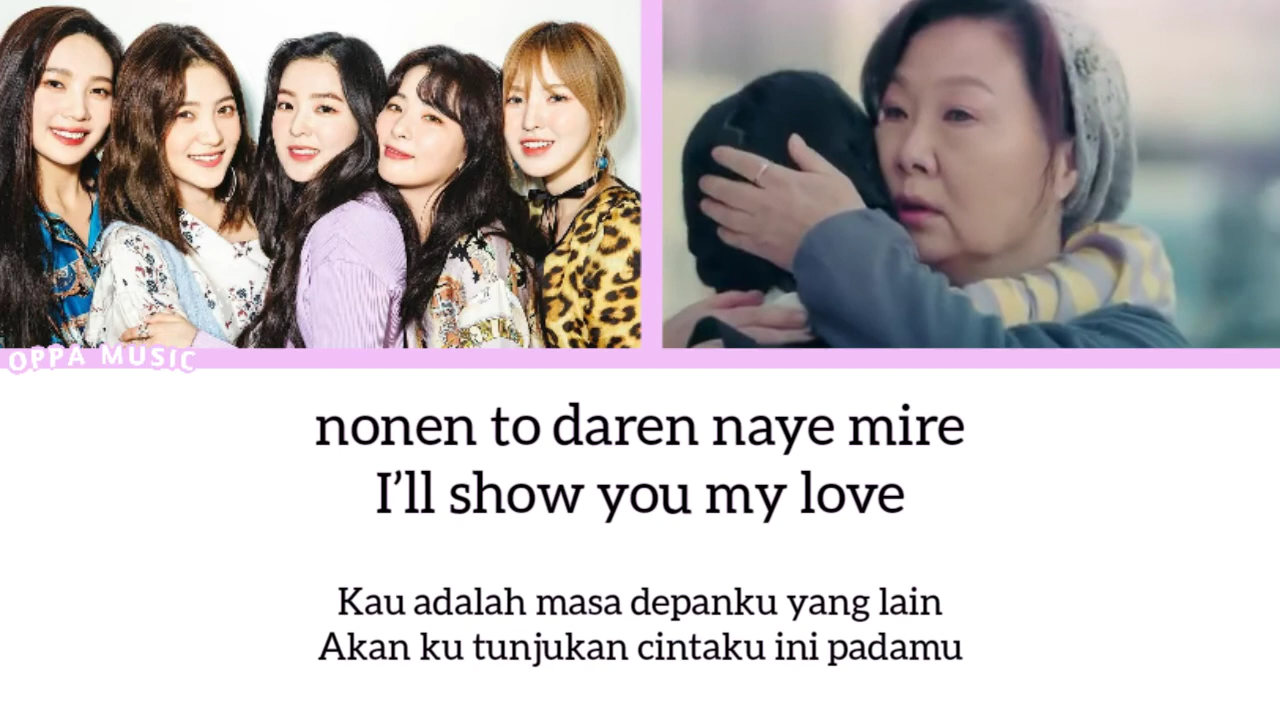 OPPA MUSIC
nonen to daren naye mire
I’ll show you my love
Kau adalah masa depanku yang lain
Akan ku tunjukan cintaku ini padamu